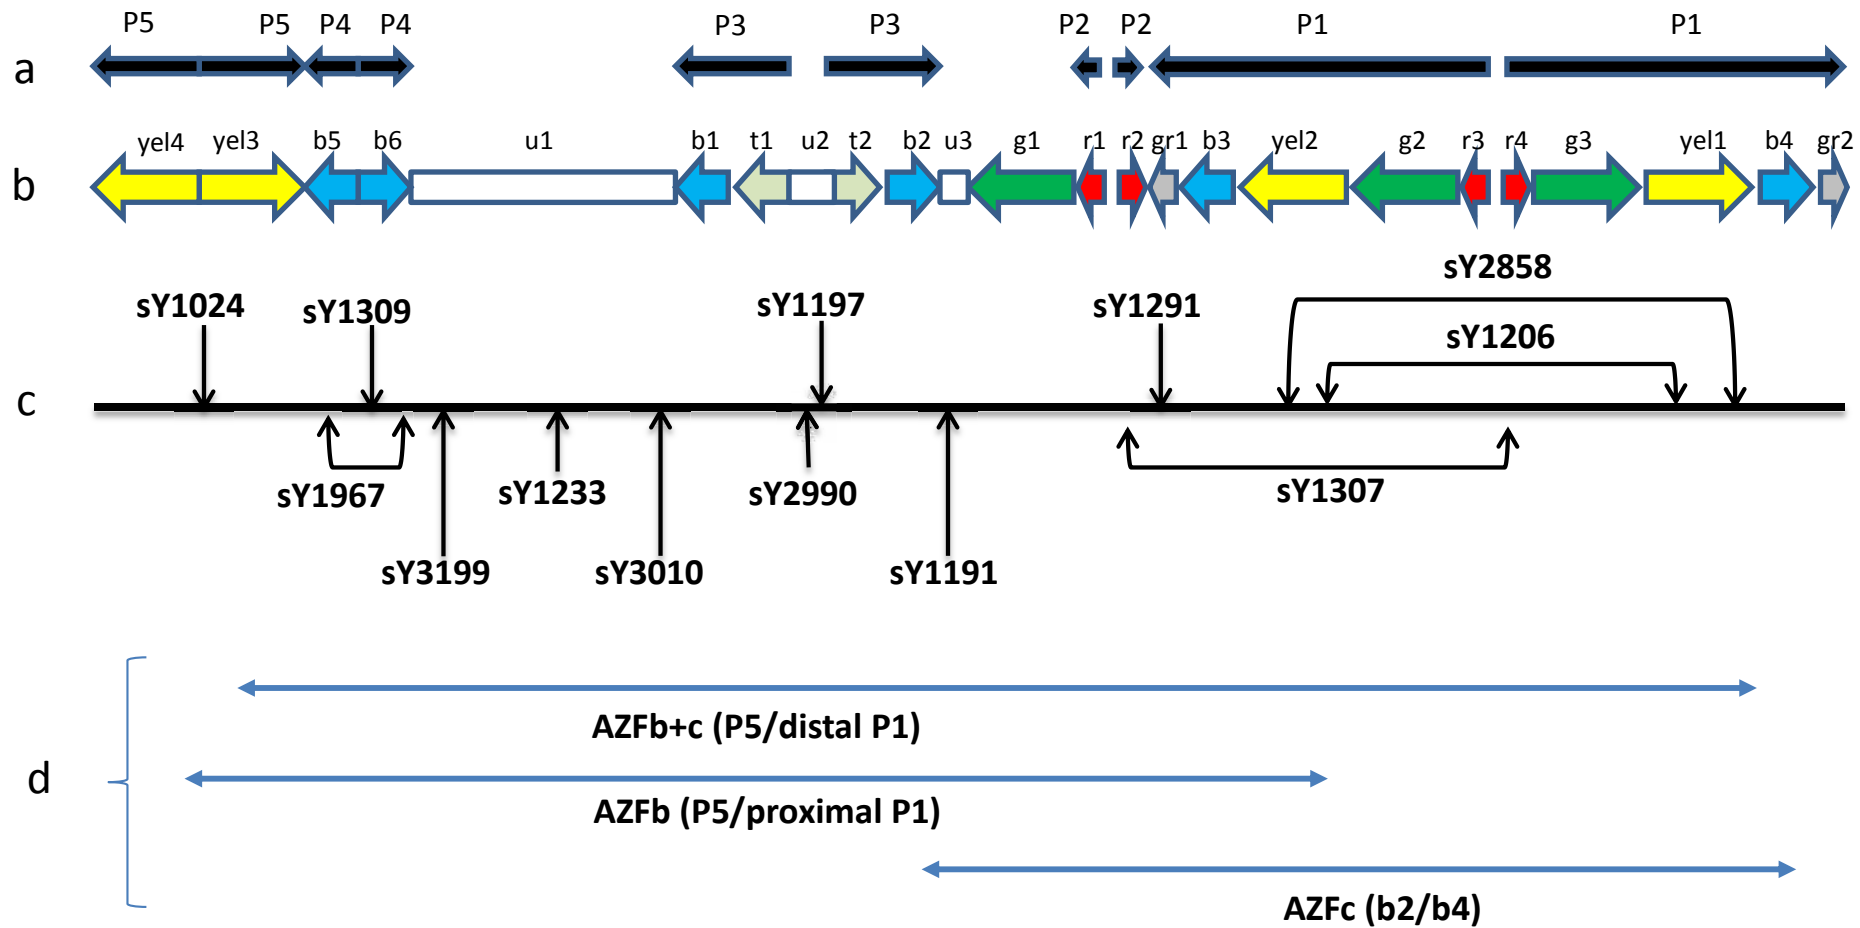 P5 P5 P4 P4 P3 P3 P2 P2 P1 P1
a
yel4 yel3 b5 b6 u1 b1 t1 u2 t2 b2 u3 g1 r1 r2 gr1 b3 yel2 g2 r3 r4 g3 yel1 b4 gr2
b
sY2858
sY1024 sY1309 sY1197 sY1291
sY1206
c
sY1967 sY1233 sY2990 sY1307
sY3199 sY3010 sY1191
AZFb+c (P5/distal P1)
d
AZFb (P5/proximal P1)
AZFc (b2/b4)